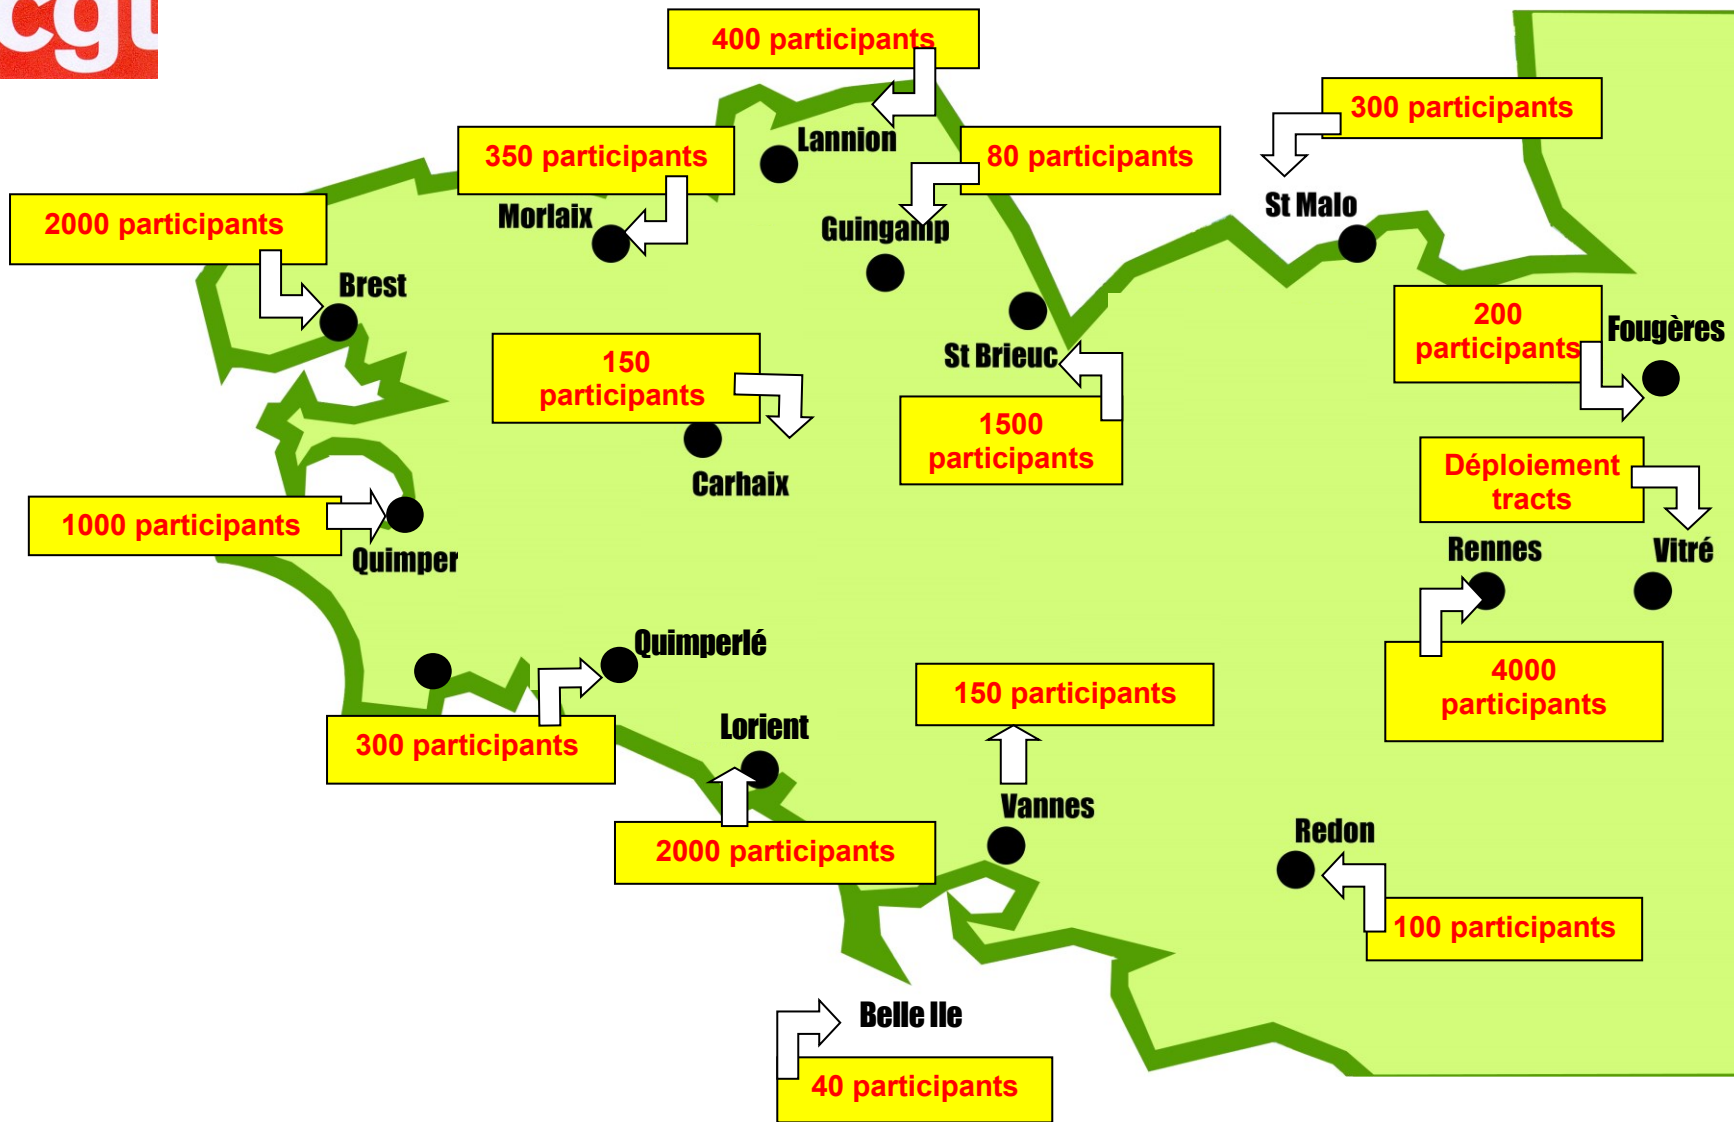 cgt
400 participants
300 participants
Lannion
350 participants
80 participants
2000 participants
Morlaix
St Malo
Guingamp
Brest
200
participants
Fougères
150
participants
St Brieuc
1500
participants
Carhaix
Déploiement
tracts
1000 participants
Quimper
Rennes
Vitré
Quimperlé
150 participants
4000
participants
300 participants
Lorient
Vannes
Redon
2000 participants
100 participants
Belle Ile
40 participants